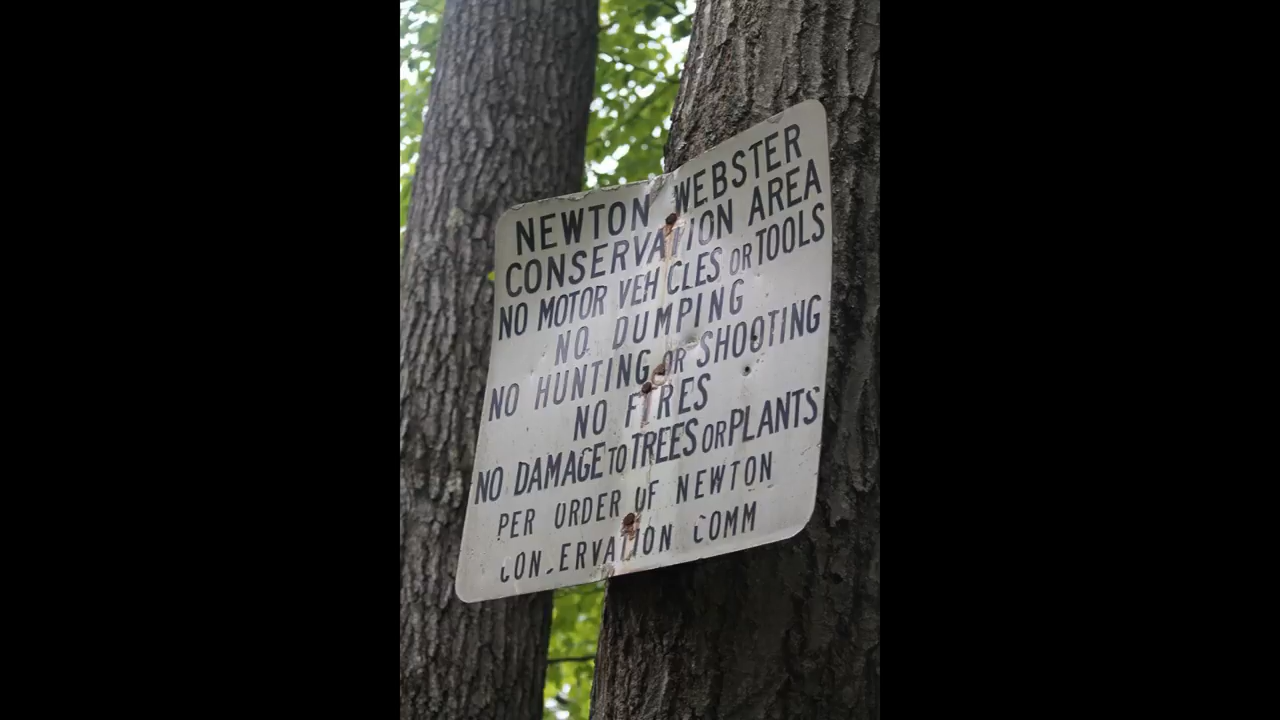 NEWTON WEBSTER
CONSERVATION AREA
NO MOTOR VEHICLES OR TOOLS
NO DUMPING
NO HUNTING OR SHOOTING
NO FIRES
NO DAMAGE TO TREES OR PLANTS
PER ORDER OF NEWTON
CONSERVATION COMM